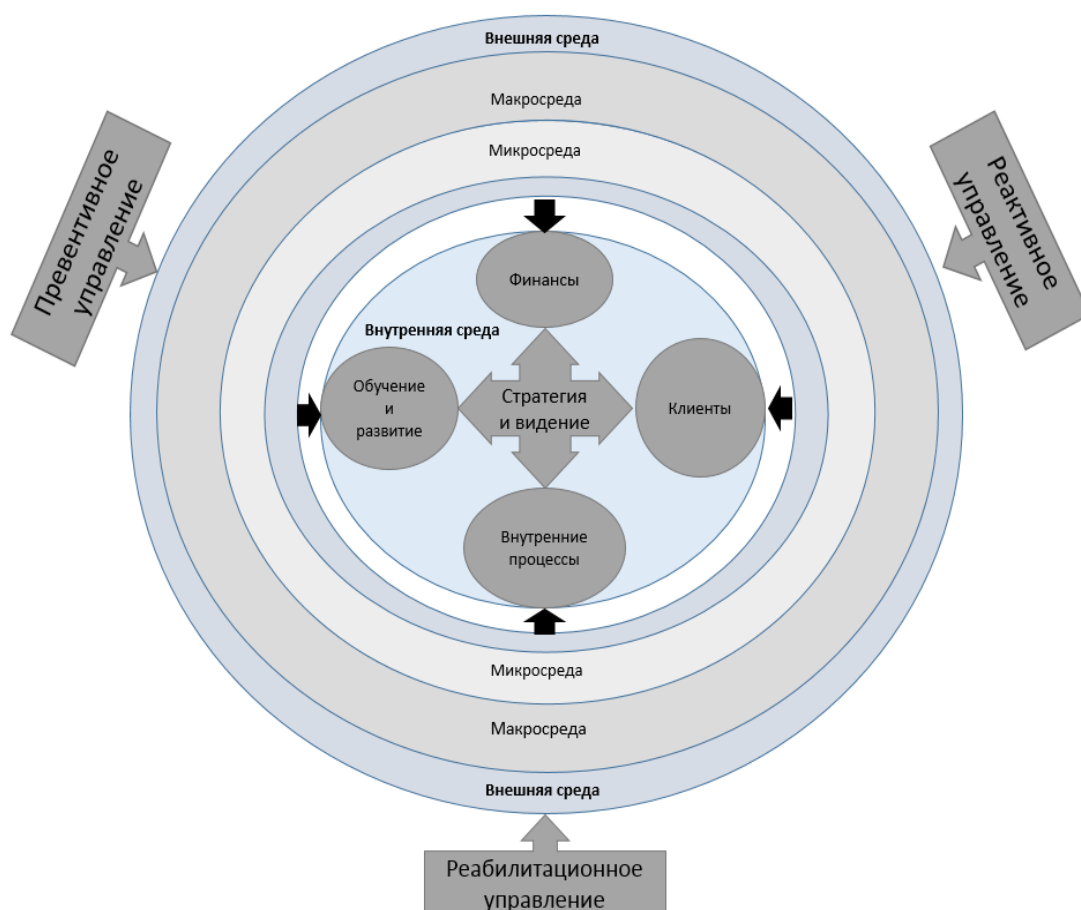 Внешняя среда
Макросреда
Микросреда
Превентивное
управление
Реактивное
управление
Финансы
Внутренняя среда
Обучение
и
развитие
Стратегия
и видение
Клиенты
Внутренние
процессы
Микросреда
Макросреда
Внешняя среда
Реабилитационное
управление